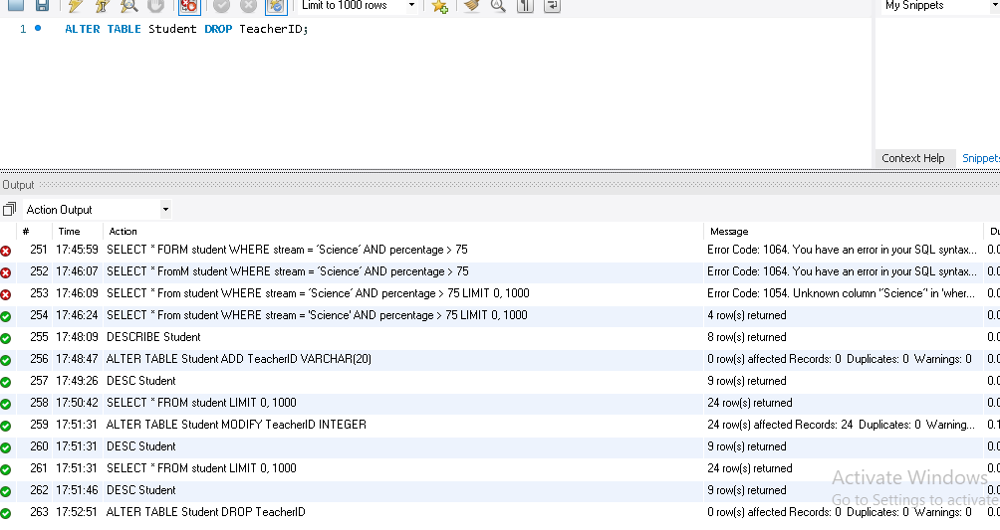 Limit to 1000 rows
My Snippets
1 ALTER TABLE Student DROP TeacherID;
Context Help Snippets
Output
Action Output
# Time Action Message
251 17:45:59 SELECT * FORM student WHERE stream = ´Science´ AND percentage > 75 Error Code: 1064. You have an error in your SQL syntax... 0.0
252 17:46:07 SELECT * FromM student WHERE stream = ´Science´ AND percentage > 75 Error Code: 1064. You have an error in your SQL syntax... 0.0
253 17:46:09 SELECT * From student WHERE stream = ´Science´ AND percentage > 75 LIMIT 0, 1000 Error Code: 1054. Unknown column '´Science´' in 'wher... 0.0
254 17:46:24 SELECT * From student WHERE stream = 'Science' AND percentage > 75 LIMIT 0, 1000 4 row(s) returned 0.0
255 17:48:09 DESCRIBE Student 8 row(s) returned 0.0
256 17:48:47 ALTER TABLE Student ADD TeacherID VARCHAR(20) 0 row(s) affected Records: 0 Duplicates: 0 Warnings: 0 0.0
257 17:49:26 DESC Student 9 row(s) returned 0.0
258 17:50:42 SELECT * FROM student LIMIT 0, 1000 24 row(s) returned 0.0
259 17:51:31 ALTER TABLE Student MODIFY TeacherID INTEGER 24 row(s) affected Records: 24 Duplicates: 0 Warning... 0.1
260 17:51:31 DESC Student 9 row(s) returned 0.0
261 17:51:31 SELECT * FROM student LIMIT 0, 1000 24 row(s) returned 0.0
Activate Windows
262 17:51:46 DESC Student 9 row(s) returned 0.0
Go to Settings to activate
263 17:52:51 ALTER TABLE Student DROP TeacherID 0 row(s) affected Records: 0 Duplicates: 0 Warnings: 0 0.0